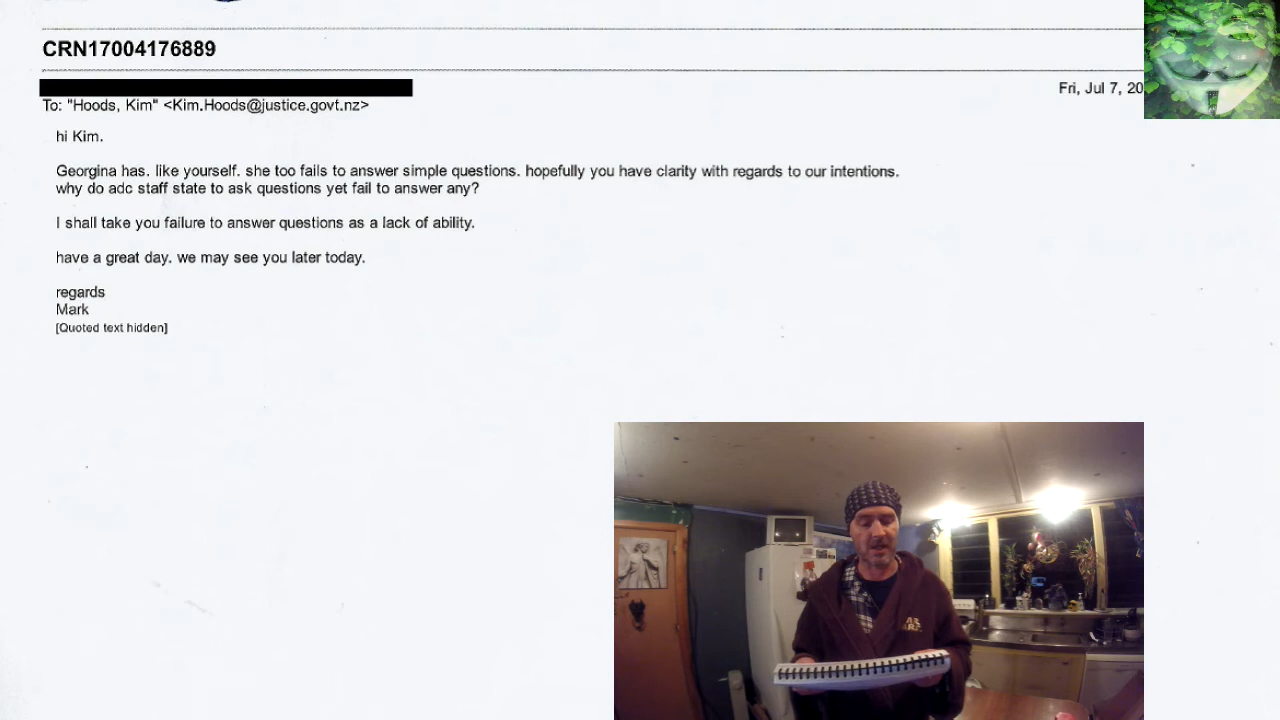 CRN17004176889
Fri, Jul 7, 20
To: "Hoods, Kim" <Kim.Hoods@justice.govt.nz>
hi Kim.
Georgina has. like yourself. she too fails to answer simple questions. hopefully you have clarity with regards to our intentions.
why do adc staff state to ask questions yet fail to answer any?
I shall take you failure to answer questions as a lack of ability.
have a great day. we may see you later today.
regards
Mark
[Quoted text hidden]